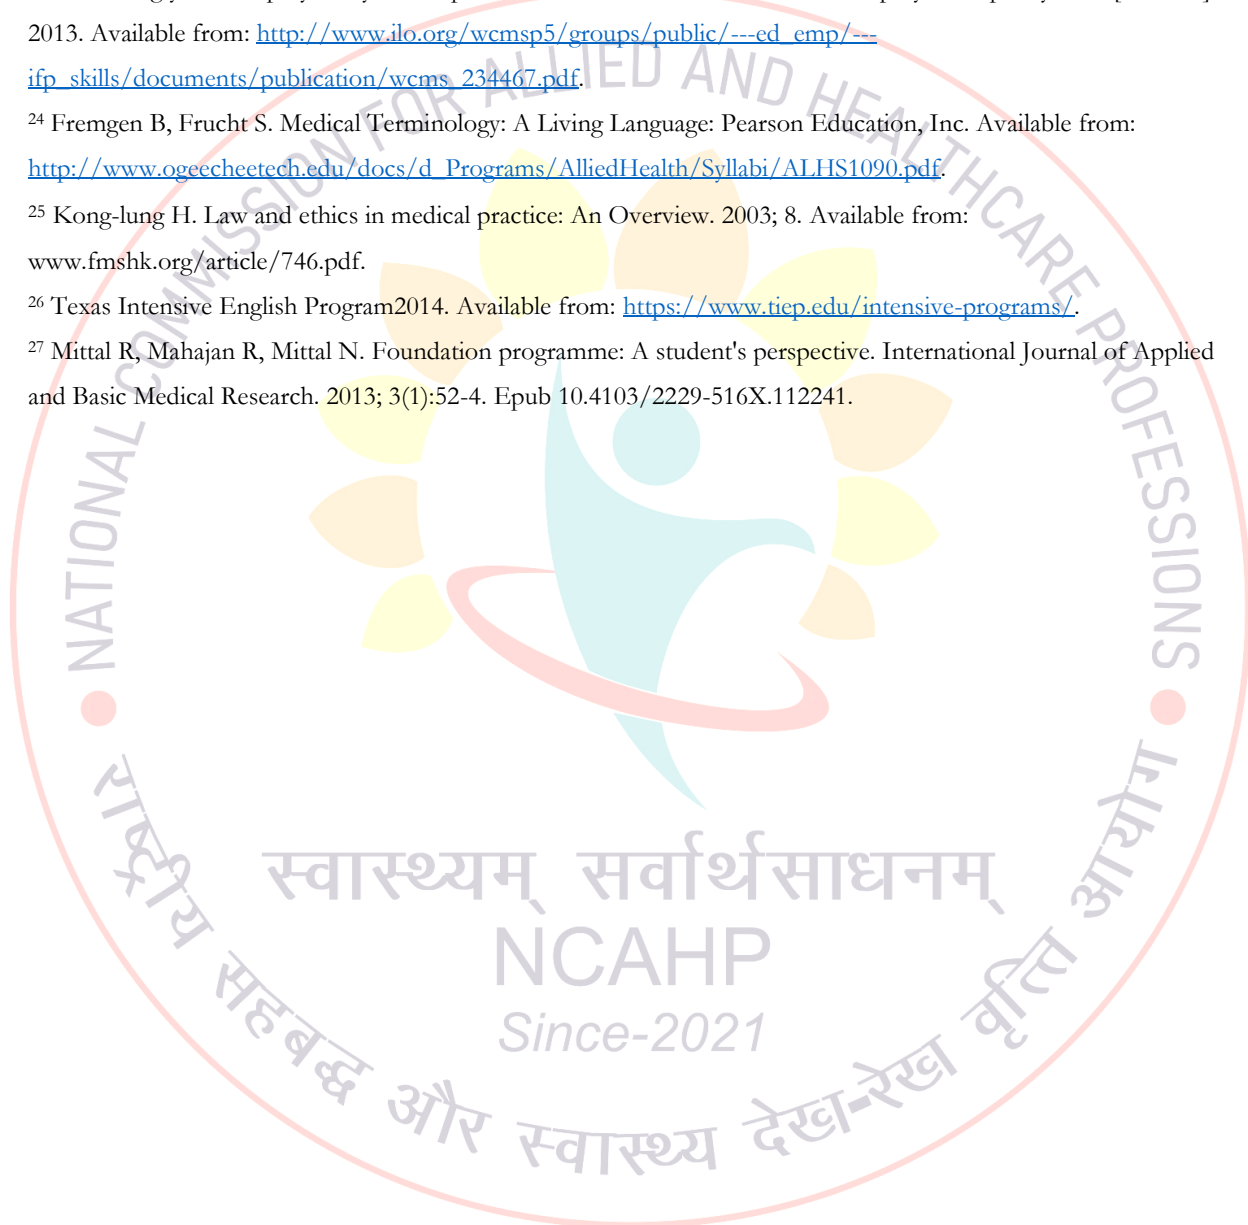 2013. Available from: http://www.ilo.org/wcmsp5/groups/public/---ed_emp/---
ifp_skills/documents/publication/wcms_234467.pdf.
24 Fremgen B, Frucht S. Medical Terminology: A Living Language: Pearson Education, Inc. Available from:
http://www.ogeecheetech.edu/docs/d_Programs/AlliedHealth/Syllabi/ALHS1090.pdf.
25 Kong-lung H. Law and ethics in medical practice: An Overview. 2003; 8. Available from:
www.fmshk.org/article/746.pdf.
26 Texas Intensive English Program2014. Available from: https://www.tiep.edu/intensive-programs/.
27 Mittal R, Mahajan R, Mittal N. Foundation programme: A student's perspective. International Journal of Applied
and Basic Medical Research. 2013; 3(1):52-4. Epub 10.4103/2229-516X.112241.
NATIONAL COMMISSION FOR ALLIED AND HEALTHCARE PROFESSIONS
स्वास्थ्यम् सर्वार्थसाधनम्
NCAHP
Since-2021
राष्ट्रीय सहबद्ध और स्वास्थ्य देख-रेख वृत्ति आयोग